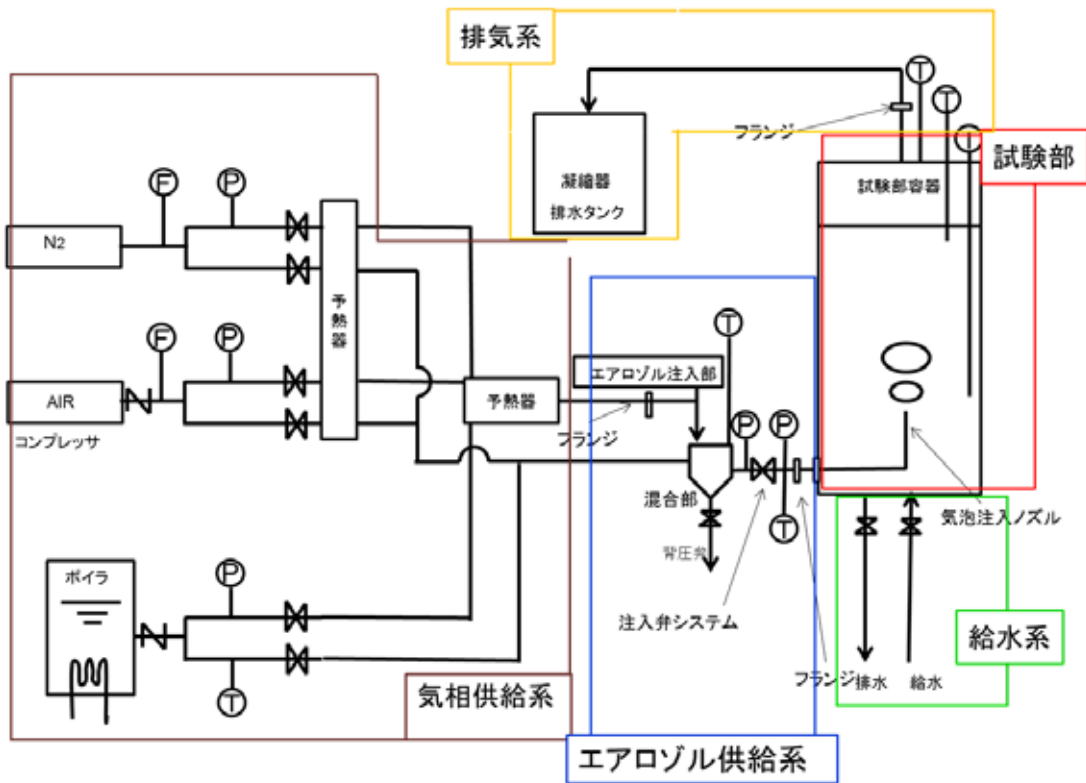 排気系
T
T
フランジ
T
試験部
凝縮器
排水タンク
試験部容器
F
P
N2
予熱器
T
F
P
エアロゾル注入部
AIR
予熱器
コンプレッサ
フランジ
P
P
混合部
気泡注入ノズル
T
背圧弁
P
ボイラ
注入弁システム
給水系
フランジ
排水
給水
T
気相供給系
エアロゾル供給系